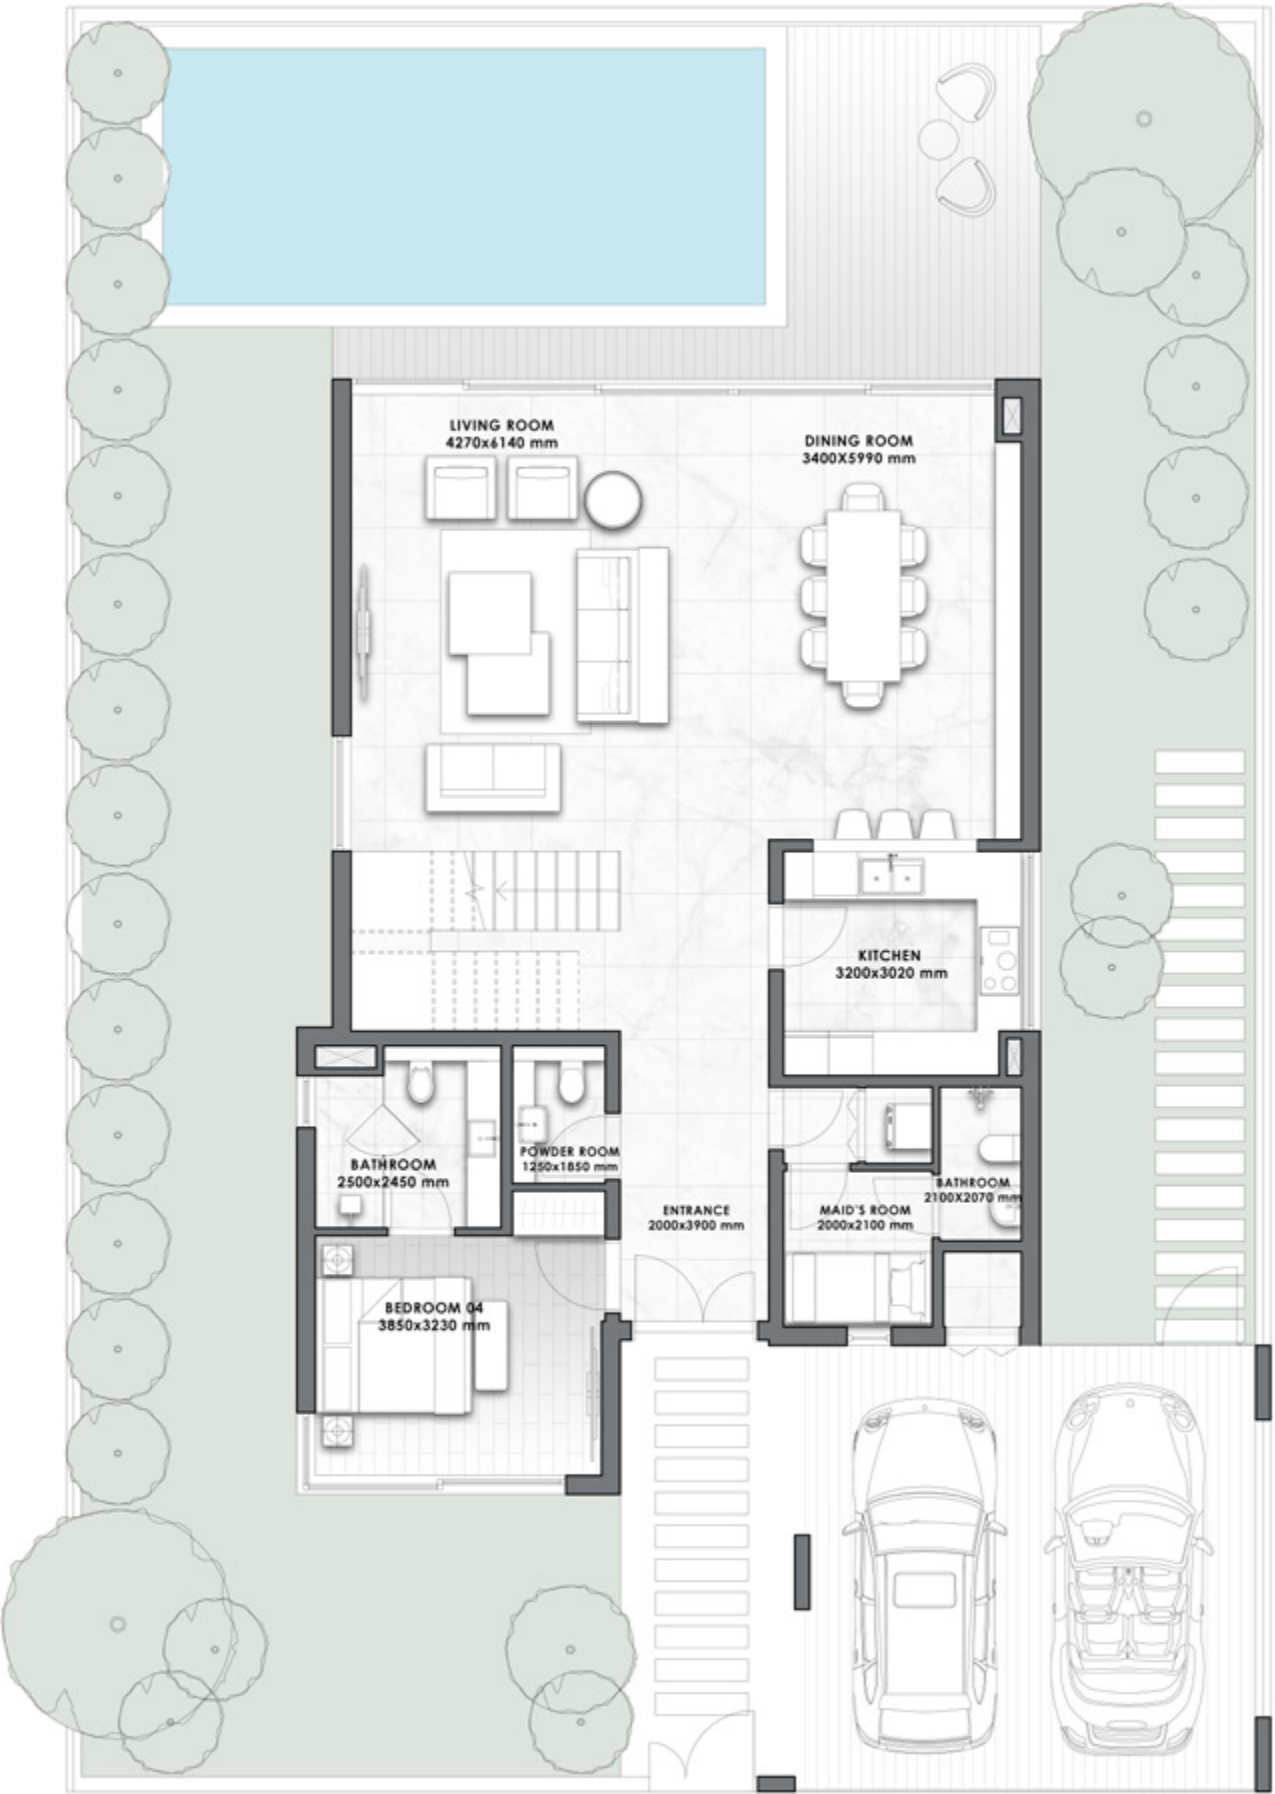 LIVING ROOM
4270x6140 mm
DINING ROOM
3400X5990 mm
KITCHEN
3200x3020 mm
POWDER ROOM
1250x1850 mm
BATHROOM
2500x2450 mm
BATHROOM
2100X2070 mm
ENTRANCE
2000x3900 mm
MAID'S ROOM
2000x2100 mm
BEDROOM 04
3850x3230 mm